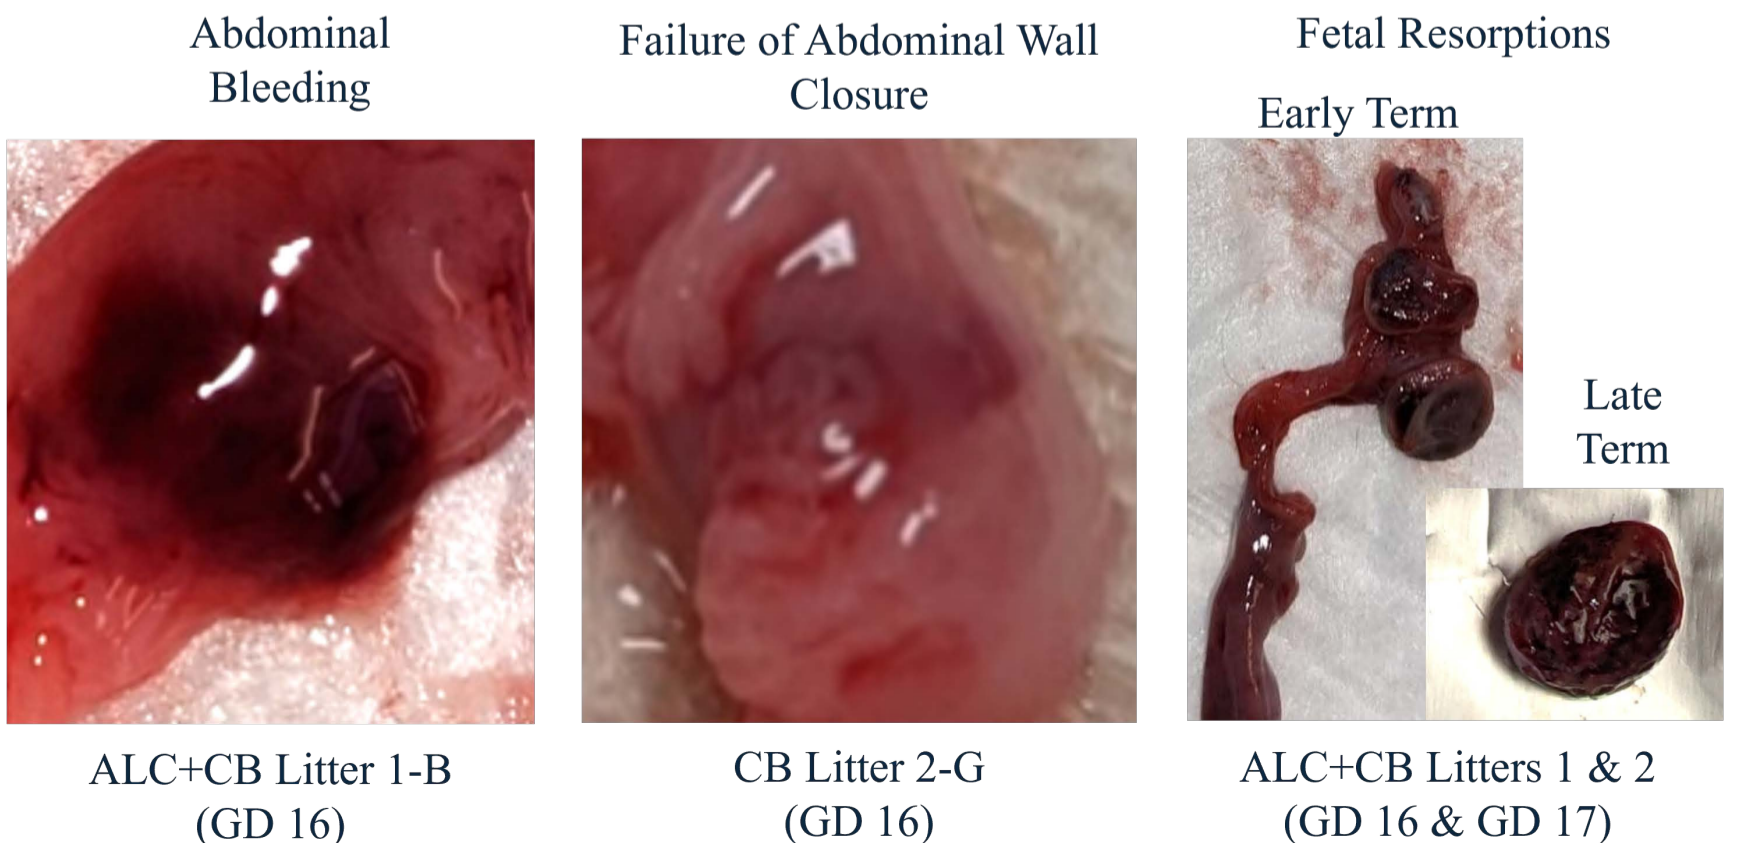 Abdominal
Bleeding
Failure of Abdominal Wall
Closure
Fetal Resorptions
Early Term
Late
Term
ALC+CB Litter 1-B
(GD 16)
CB Litter 2-G
(GD 16)
ALC+CB Litters 1 & 2
(GD 16 & GD 17)